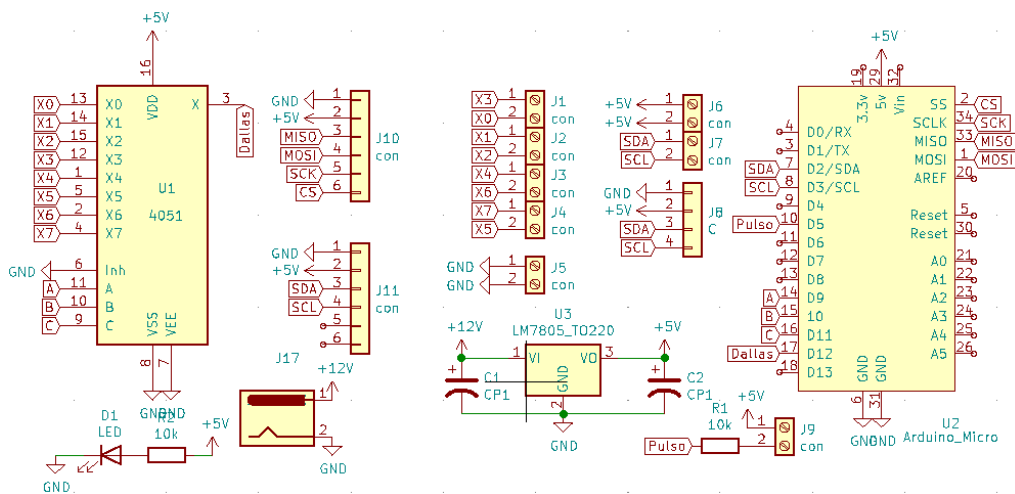 +5V
16
VDD
X0 13 X0
X1 14 X1
X2 15 X2
X3 12 X3
X4 1 X4
X5 5 X5
X6 2 X6
X7 4 X7
X 3
Dallas
U1
4051
GND 6 Inh
A 11 A
B 10 B
C 9 C
VSS VEE
8 7
GND GND
GND 1
+5V 2
MISO 3
MOSI 4
SCK 5
CS 6
J10
con
GND 1
+5V 2
SDA 3
SCL 4
5
6
J11
con
X3 1 J1
X0 2 con
X1 1 J2
X2 2 con
X4 1 J3
X6 2 con
X7 1 J4
X5 2 con
GND 1 J5
GND 2 con
+5V 1 J6
+5V 2 con
SDA 1 J7
SCL 2 con
GND 1
+5V 2
SDA 3
SCL 4
J8
C
+5V
19 29 32
3.3v 5v Vin
4 D0/RX
3 D1/TX
SDA 7 D2/SDA
SCL 8 D3/SCL
9 D4
Pulso 10 D5
11 D6
12 D7
13 D8
A 14 D9
B 15 10
C 16 D11
Dallas 17 D12
18 D13
SS 2 CS
SCLK 34 SCK
MISO 33 MISO
MOSI 1 MOSI
AREF 20
Reset 5
Reset 30
A0 21
A1 22
A2 23
A3 24
A4 25
A5 26
GND GND
6 31
GND GND
U2
Arduino_Micro
U3
LM7805_TO220
+12V
+5V
1 VI VO 3
GND
2
GND
C1
CP1
C2
CP1
J17
+12V
1
2
GND
D1
LED
R2
10k
+5V
GND
R1
10k
Pulso
+5V
1
2
J9
con